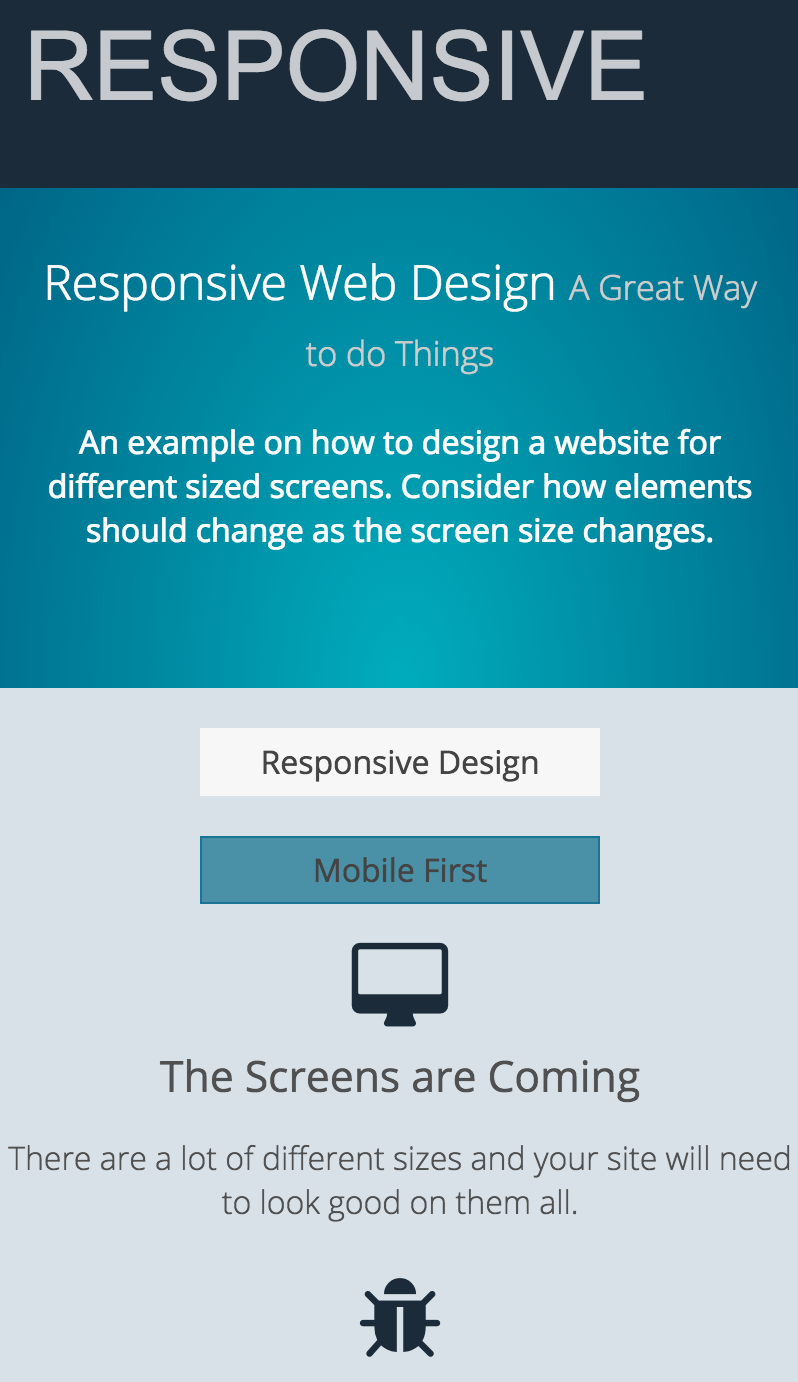 RESPONSIVE
Responsive Web Design A Great Way
to do Things
An example on how to design a website for
different sized screens. Consider how elements
should change as the screen size changes.
Responsive Design
Mobile First
The Screens are Coming
There are a lot of different sizes and your site will need
to look good on them all.